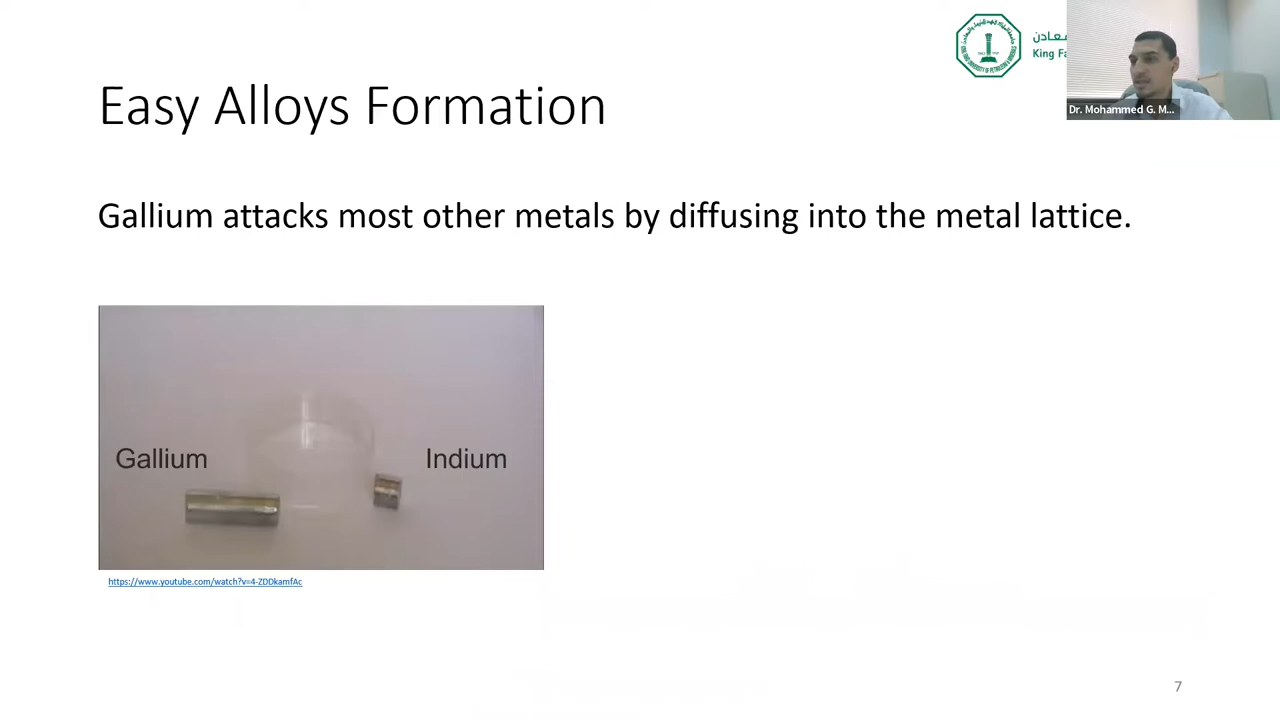 معادن
King Fa
Dr. Mohammed G. M...
Easy Alloys Formation
Gallium attacks most other metals by diffusing into the metal lattice.
Gallium
Indium
https://www.youtube.com/watch?v=4-ZDDkamfAc
7